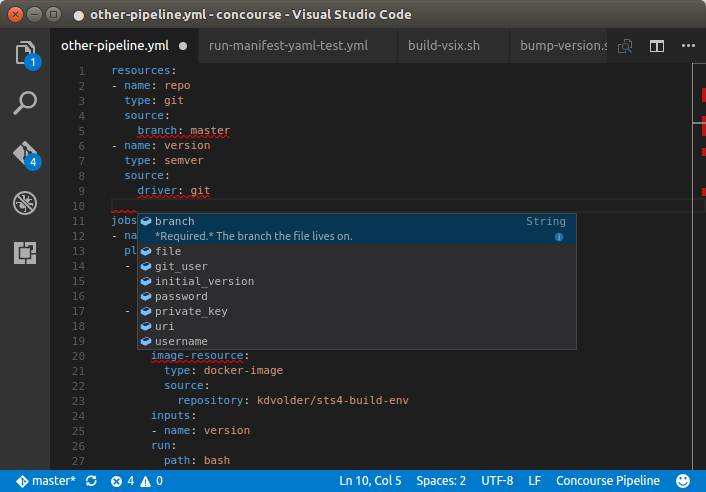 other-pipeline.yml - concourse - Visual Studio Code
other-pipeline.yml run-manifest-yaml-test.yml build-vsix.sh bump-version.s
1
4
1 resources:
2 - name: repo
3 type: git
4 source:
5 branch: master
6 - name: version
7 type: semver
8 source:
9 driver: git
10
11 jobs
12 - na
13 pl
14 -
15
16
17 -
18
19
branch String
*Required.* The branch the file lives on.
file
git_user
initial_version
password
private_key
uri
username
20 image-resource:
21 type: docker-image
22 source:
23 repository: kdvolder/sts4-build-env
24 inputs:
25 - name: version
26 run:
27 path: bash
master* 4 0 Ln 10, Col 5 Spaces: 2 UTF-8 LF Concourse Pipeline